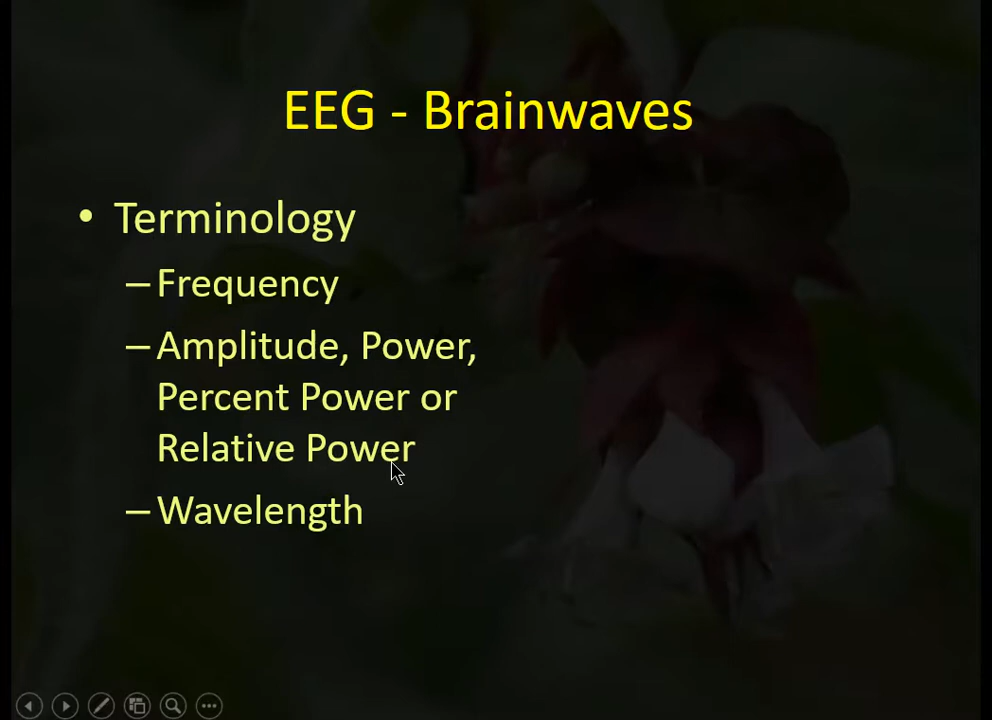 EEG - Brainwaves
• Terminology
– Frequency
– Amplitude, Power,
Percent Power or
Relative Power
– Wavelength